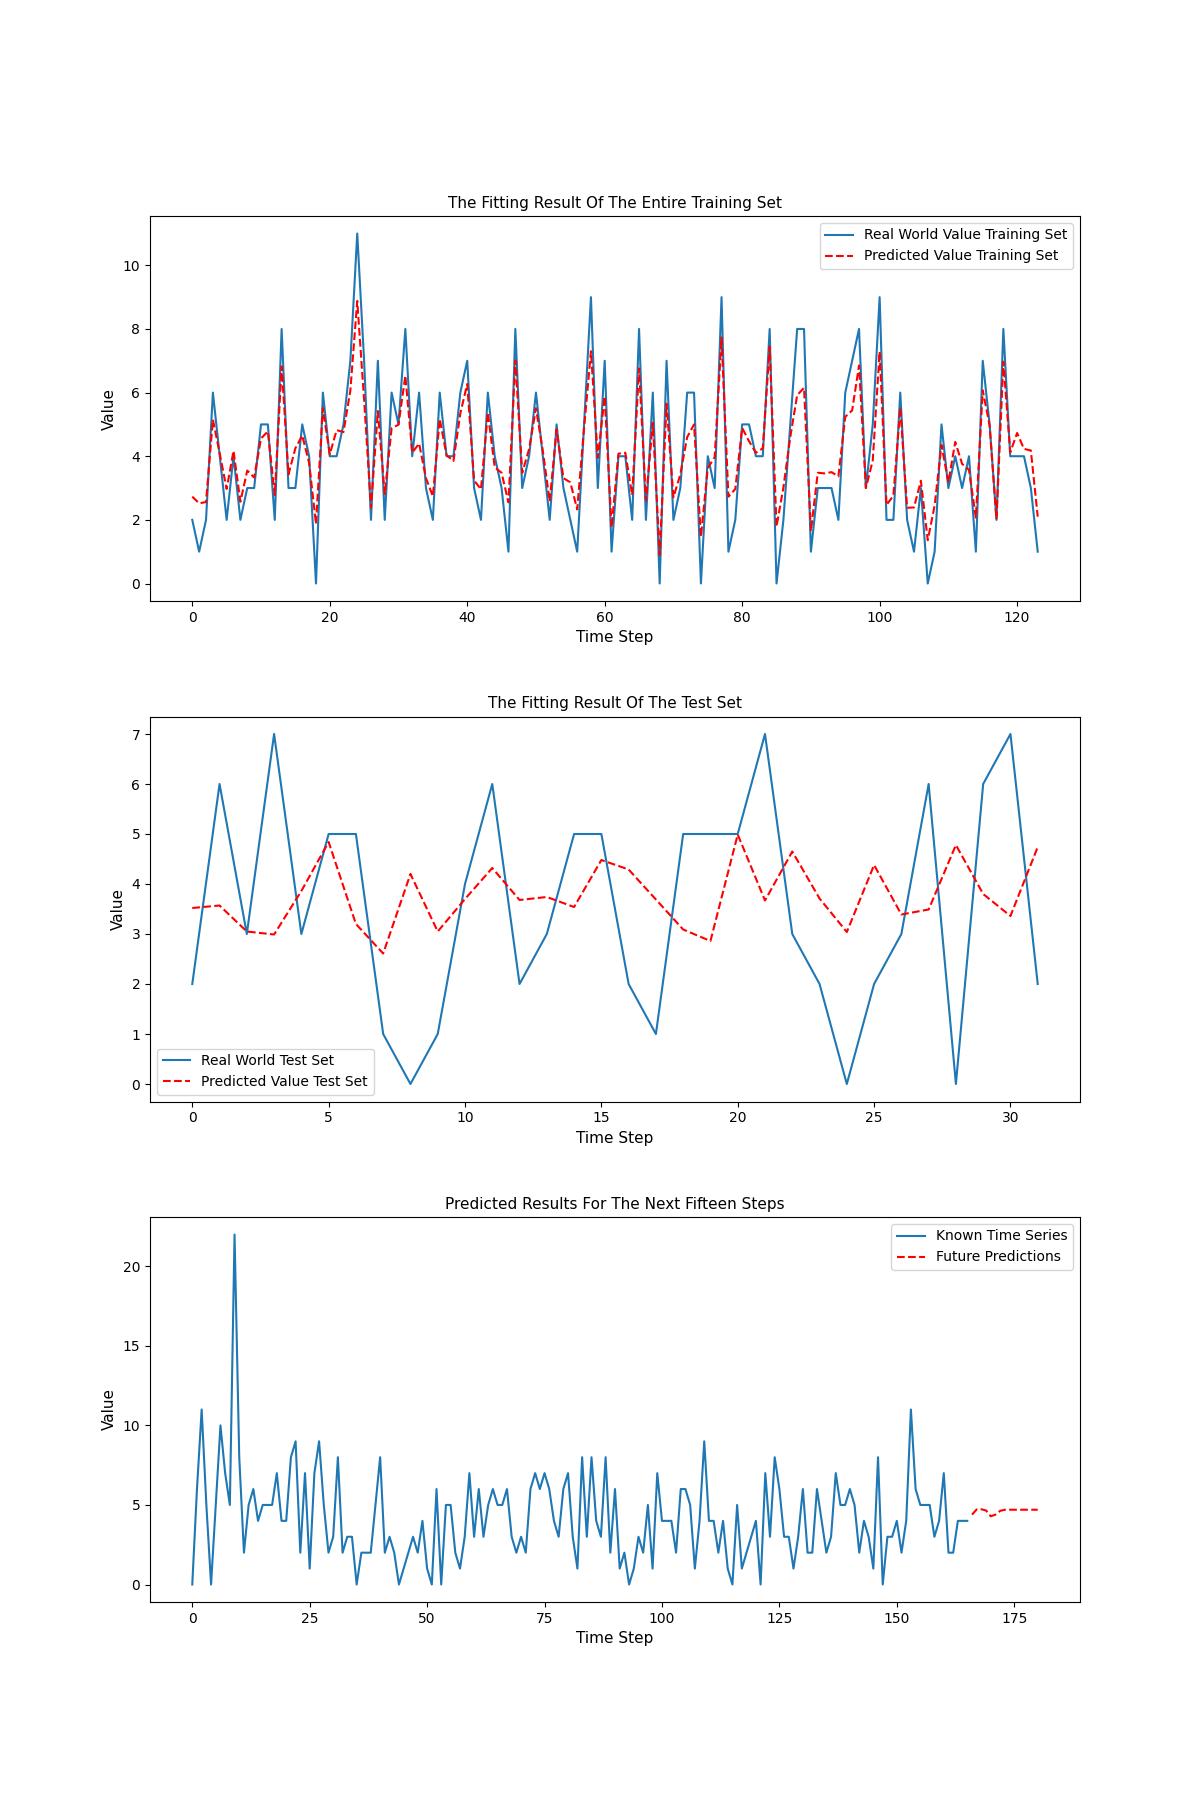 The Fitting Result Of The Entire Training Set
Real World Value Training Set
Predicted Value Training Set
Value
10
8
6
4
2
0
0 20 40 60 80 100 120
Time Step
The Fitting Result Of The Test Set
Value
7
6
5
4
3
2
1
0
Real World Test Set
Predicted Value Test Set
0 5 10 15 20 25 30
Time Step
Predicted Results For The Next Fifteen Steps
Known Time Series
Future Predictions
Value
20
15
10
5
0
0 25 50 75 100 125 150 175
Time Step